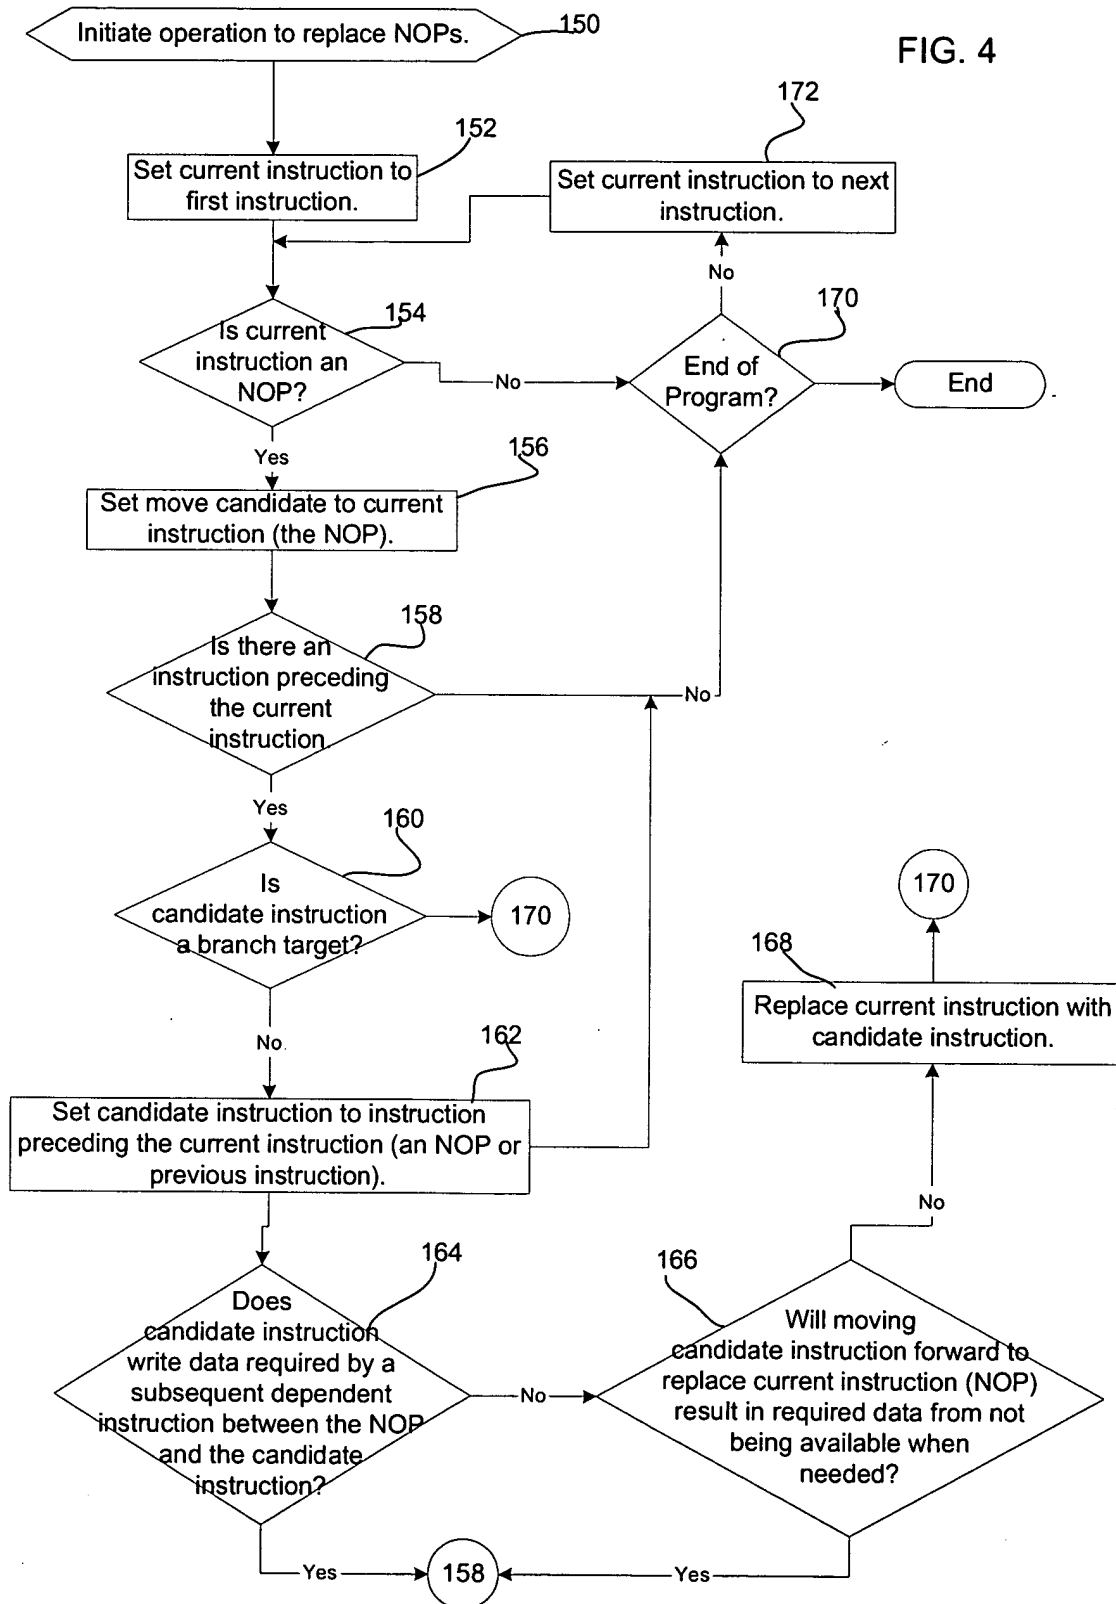 Initiate operation to replace NOPs.
150
FIG. 4
172
152
Set current instruction to
first instruction.
Set current instruction to next
instruction.
No
170
154
Is current
instruction an
NOP?
No
End of
Program?
End
Yes
156
Set move candidate to current
instruction (the NOP).
158
Is there an
instruction preceding
the current
instruction
No
Yes
160
Is
candidate instruction
a branch target?
170
170
168
Replace current instruction with
candidate instruction.
No
162
Set candidate instruction to instruction
preceding the current instruction (an NOP or
previous instruction).
No
164
Does
candidate instruction
write data required by a
subsequent dependent
instruction between the NOP
and the candidate
instruction?
No
166
Will moving
candidate instruction forward to
replace current instruction (NOP)
result in required data from not
being available when
needed?
Yes
158
Yes